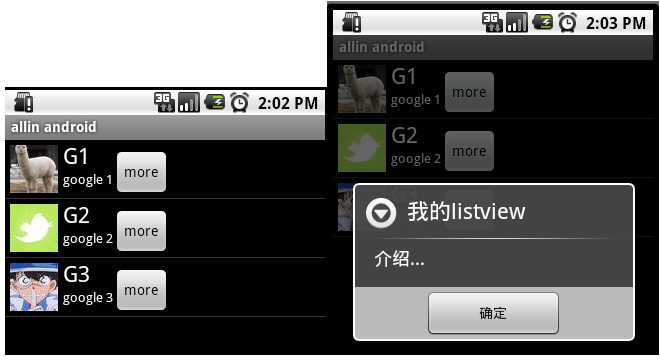 3G 2:02 PM
allin android
G1
google 1 more
G2
google 2 more
G3
google 3 more
3G 2:03 PM
allin android
G1
google 1 more
G2
google 2 more
我的listview
介绍...
确定